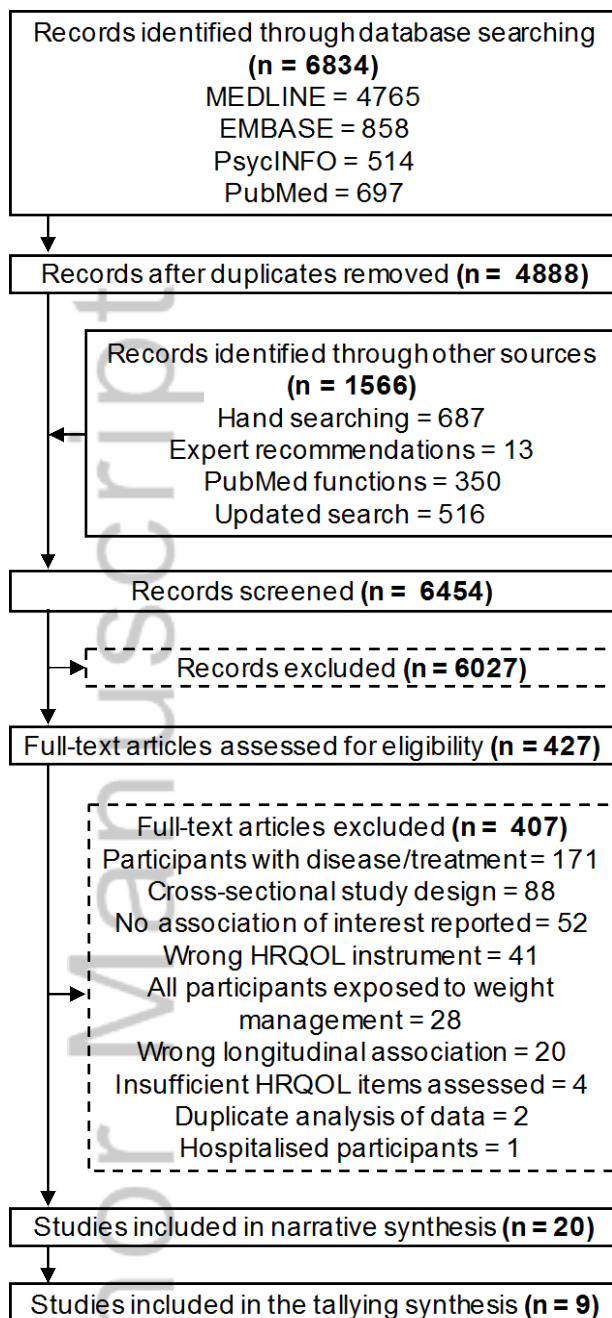 Records identified through database searching
(n = 6834)
MEDLINE = 4765
EMBASE = 858
PsycINFO = 514
PubMed = 697
Records after duplicates removed (n = 4888)
Records identified through other sources
(n = 1566)
Hand searching = 687
Expert recommendations = 13
PubMed functions = 350
Updated search = 516
Records screened (n = 6454)
Records excluded (n = 6027)
Full-text articles assessed for eligibility (n = 427)
Full-text articles excluded (n = 407)
Participants with disease/treatment = 171
Cross-sectional study design = 88
No association of interest reported = 52
Wrong HRQOL instrument = 41
All participants exposed to weight
management = 28
Wrong longitudinal association = 20
Insufficient HRQOL items assessed = 4
Duplicate analysis of data = 2
Hospitalised participants = 1
Studies included in narrative synthesis (n = 20)
Studies included in the tallying synthesis (n = 9)
Manuscript